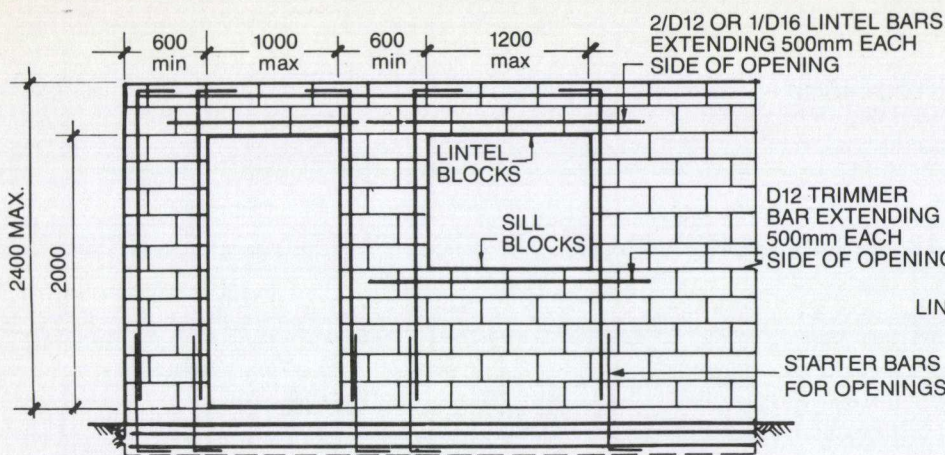 600
min
1000
max
600
min
1200
max
2/D12 OR 1/D16 LINTEL BARS
EXTENDING 500mm EACH
SIDE OF OPENING
2400 MAX.
2000
LINTEL
BLOCKS
SILL
BLOCKS
D12 TRIMMER
BAR EXTENDING
500mm EACH
SIDE OF OPENING
LIN
STARTER BARS
FOR OPENINGS